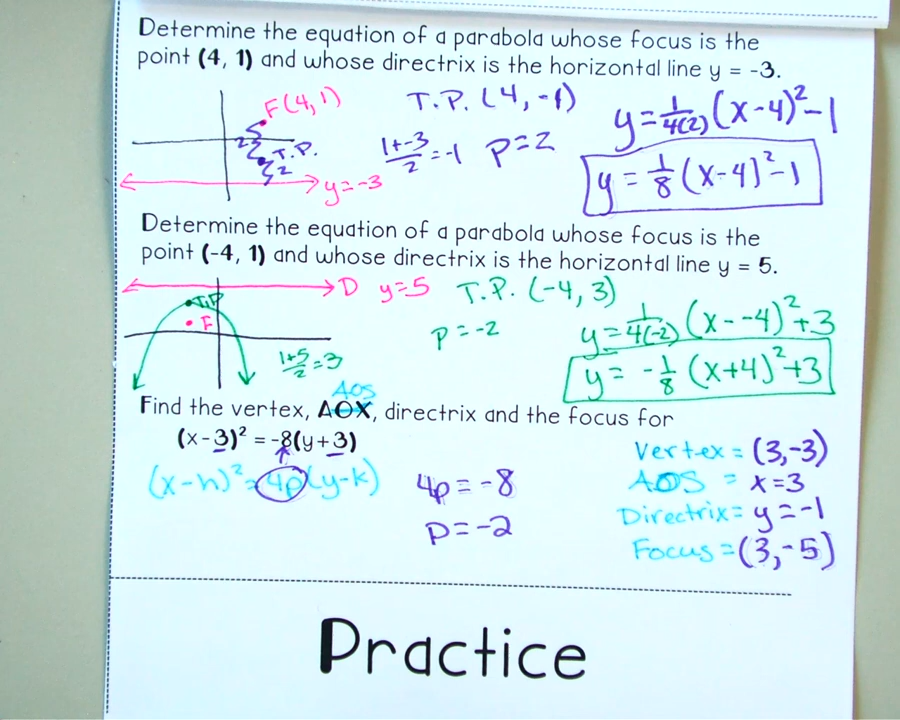 Determine the equation of a parabola whose focus is the
point (4, 1) and whose directrix is the horizontal line y = -3.
F(4,1)
2
T.P.
2
y=-3
T.P. (4, -1)
(1+-3)/2 = -1
p=2
y = 1/4(2) (x-4)² -1
y = 1/8 (x-4)² -1
Determine the equation of a parabola whose focus is the
point (-4, 1) and whose directrix is the horizontal line y = 5.
D y=5
T.P
F
(1+5)/2 = 3
T.P. (-4, 3)
p = -2
y = 1/4(-2) (x--4)² +3
y = -1/8 (x+4)² +3
AOS
Find the vertex, AOX, directrix and the focus for
(x-3)² = -8(y+3)
(x-h)² = 4p(y-k)
4p = -8
p = -2
Vertex = (3,-3)
AOS = x=3
Directrix = y = -1
Focus = (3,-5)
Practice